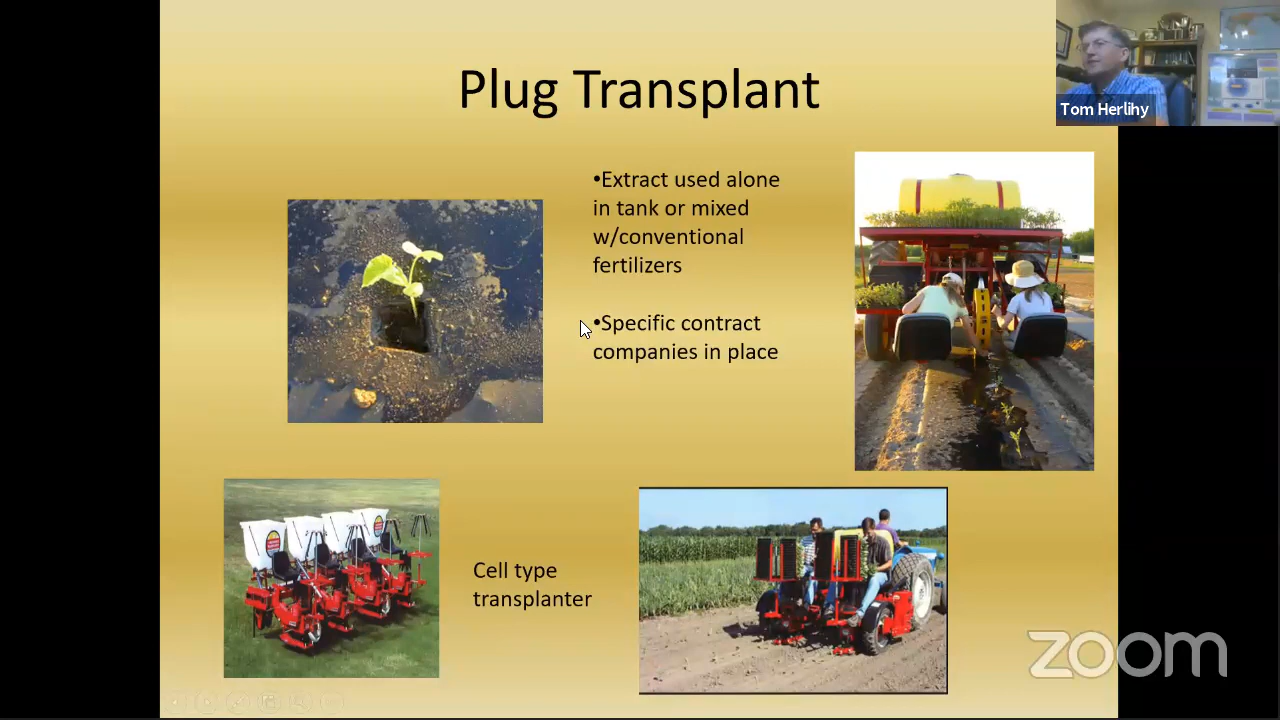 Plug Transplant
Tom Herlihy
•Extract used alone
in tank or mixed
w/conventional
fertilizers
•Specific contract
companies in place
Cell type
transplanter
zoom